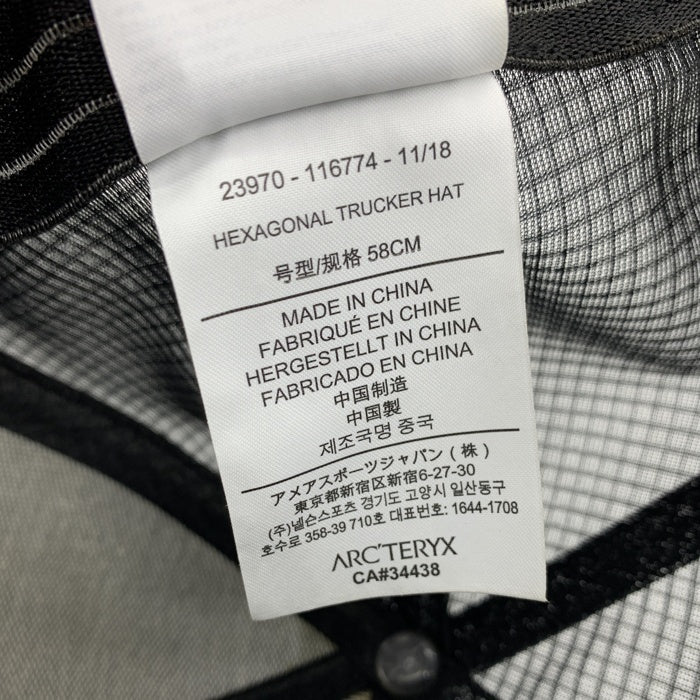 23970 - 116774 - 11/18
HEXAGONAL TRUCKER HAT
号型/规格 58CM
MADE IN CHINA
FABRIQUÉ EN CHINE
HERGESTELLT IN CHINA
FABRICADO EN CHINA
中国制造
中国製
제조국명 중국
アメアスポーツジャパン ( 株 )
東京都新宿区新宿6-27-30
(주)넬슨스포츠 경기도 고양시 일산동구
호수로 358-39 710호 대표번호: 1644-1708
ARC'TERYX
CA#34438